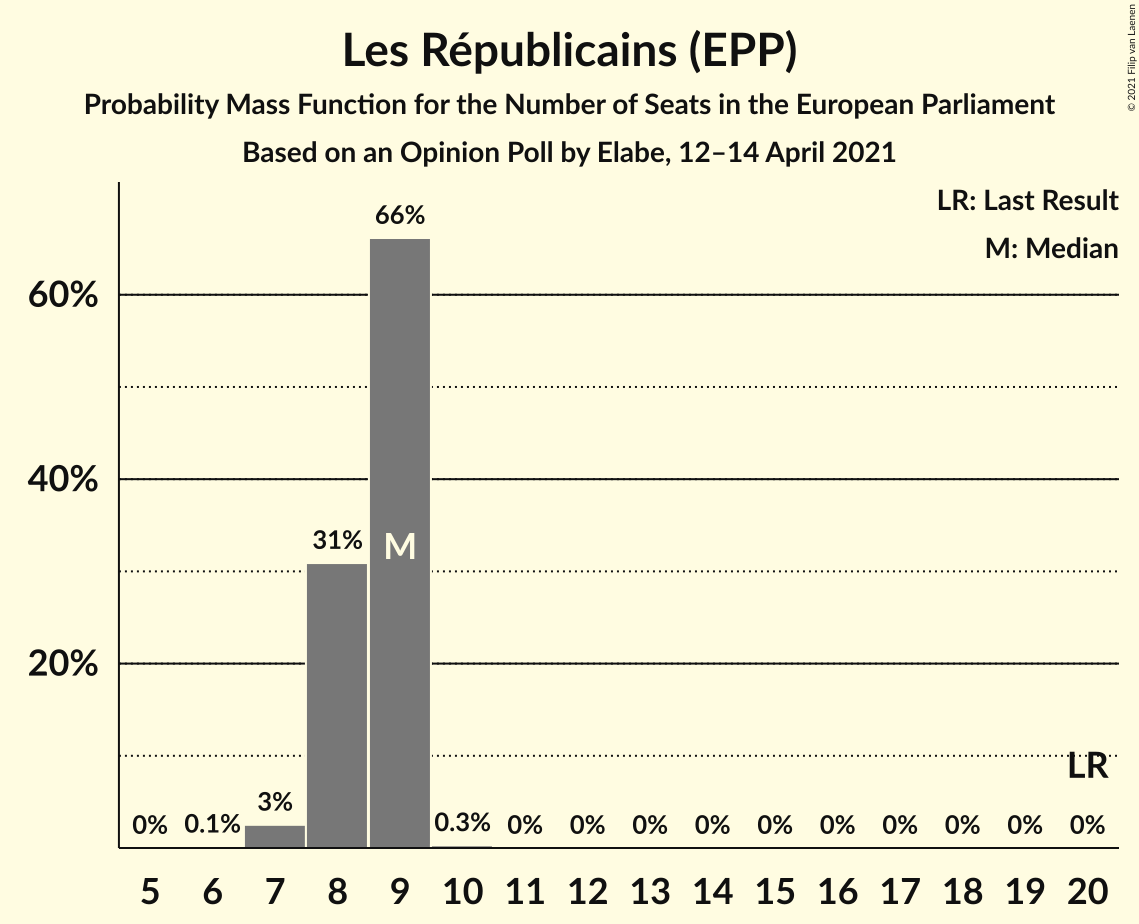 Les Républicains (EPP)
Probability Mass Function for the Number of Seats in the European Parliament
Based on an Opinion Poll by Elabe, 12–14 April 2021
© 2021 Filip van Laenen
LR: Last Result
M: Median
60%
40%
20%
0% 0.1% 3% 31% 66% 0.3% 0% 0% 0% 0% 0% 0% 0% 0% 0% 0%
M
LR
5 6 7 8 9 10 11 12 13 14 15 16 17 18 19 20